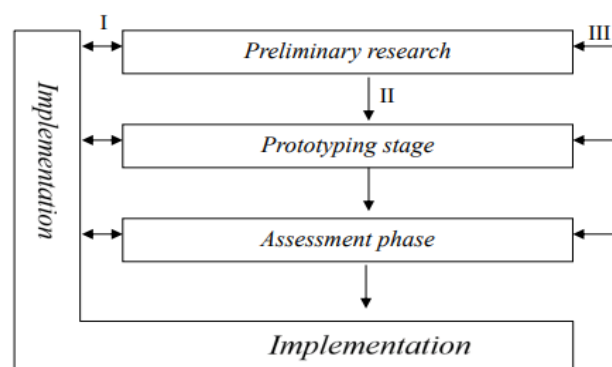 I
III
Preliminary research
II
Implementation
Prototyping stage
Assessment phase
Implementation